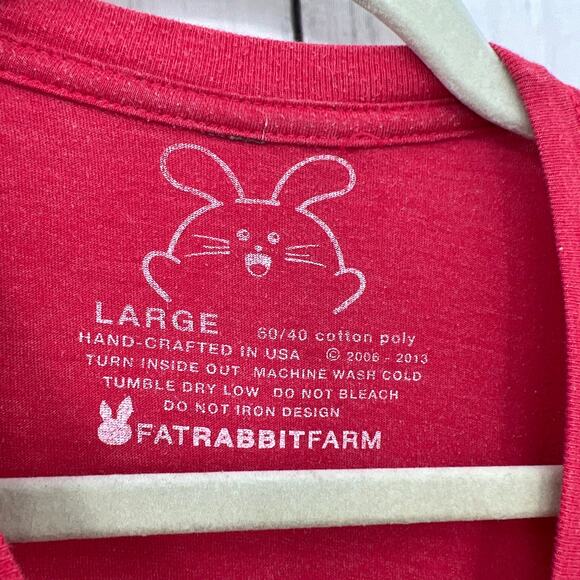 LARGE 60/40 cotton poly
HAND-CRAFTED IN USA © 2006 - 2013
TURN INSIDE OUT MACHINE WASH COLD
TUMBLE DRY LOW DO NOT BLEACH
DO NOT IRON DESIGN
FATRABBITFARM